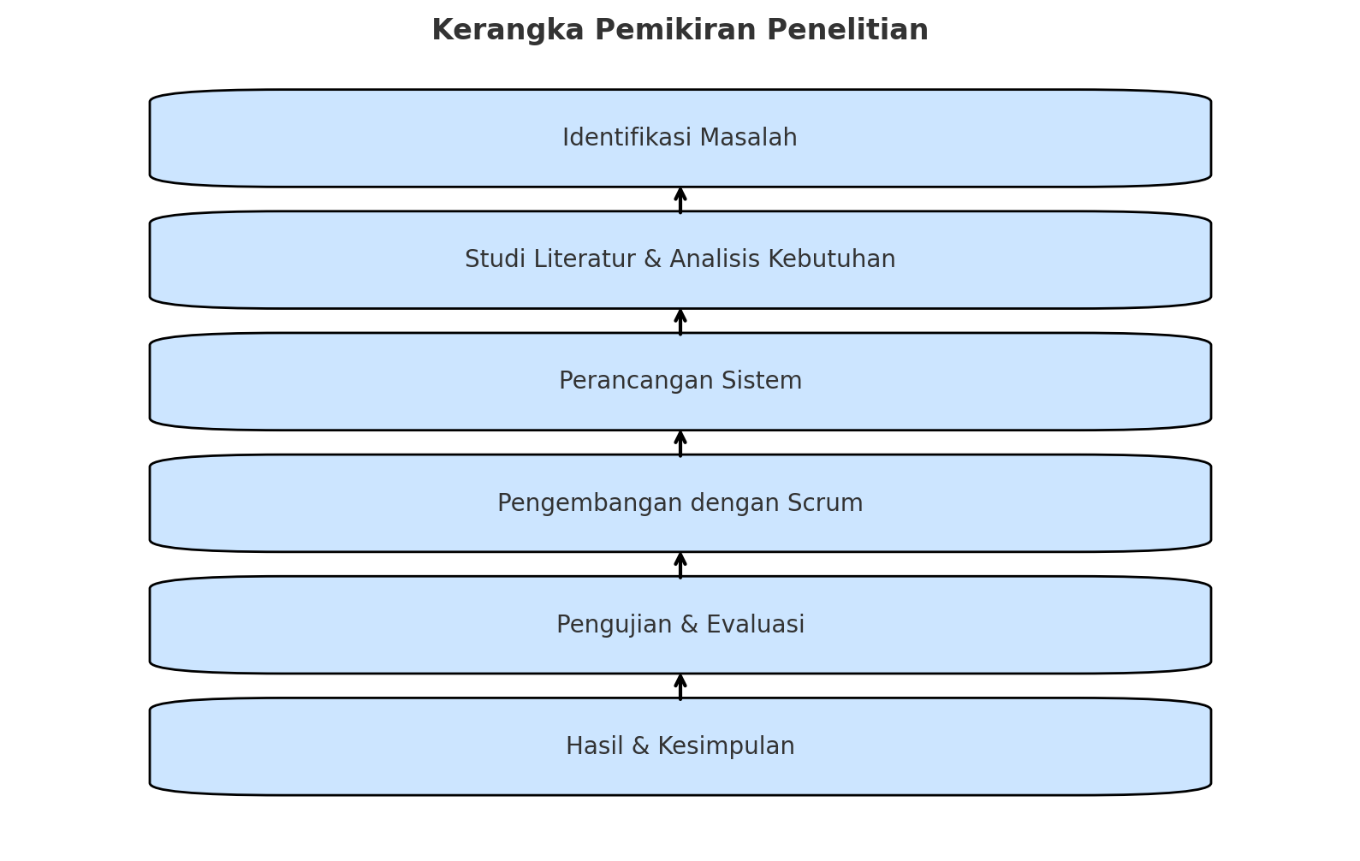 Kerangka Pemikiran Penelitian
Identifikasi Masalah
Studi Literatur & Analisis Kebutuhan
Perancangan Sistem
Pengembangan dengan Scrum
Pengujian & Evaluasi
Hasil & Kesimpulan